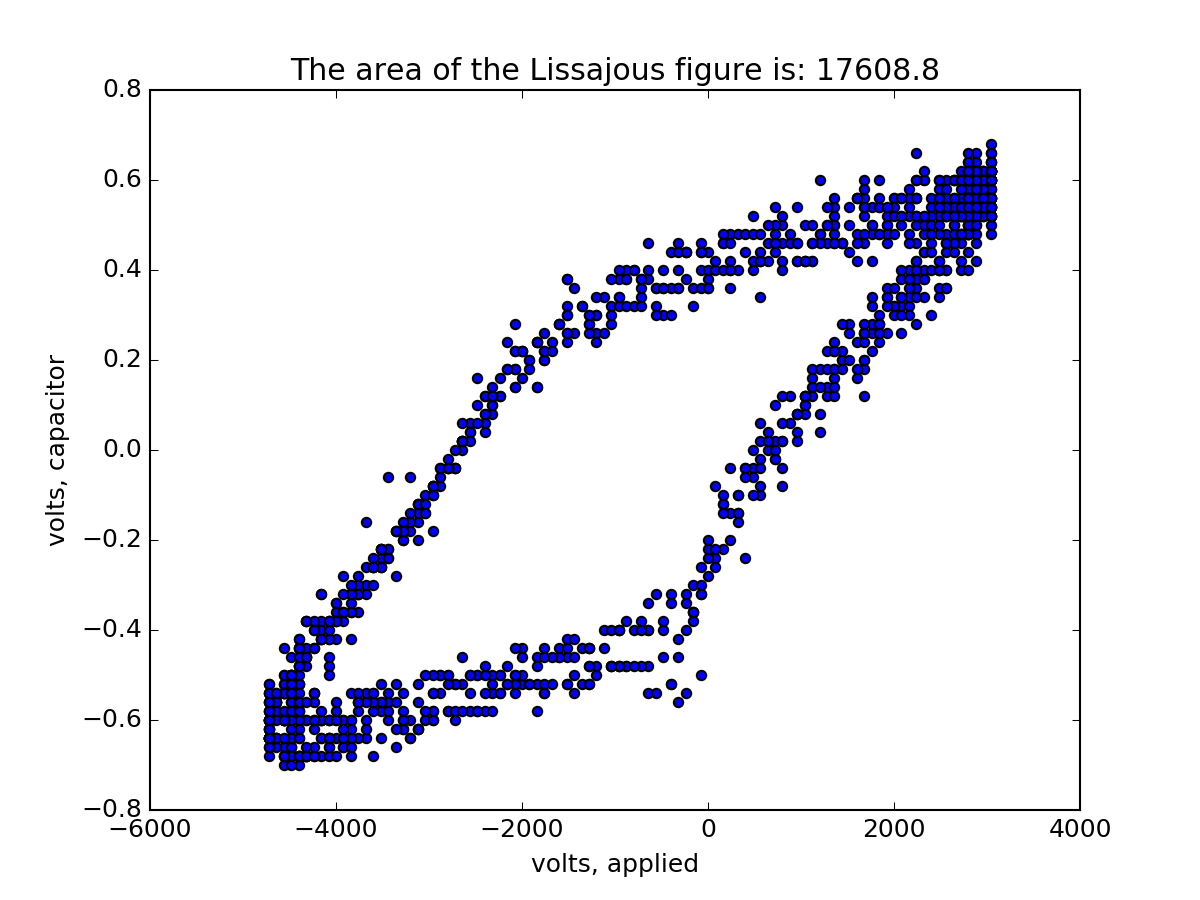 The area of the Lissajous figure is: 17608.8
0.8
0.6
0.4
0.2
0.0
−0.2
−0.4
−0.6
−0.8
volts, capacitor
−6000 −4000 −2000 0 2000 4000
volts, applied